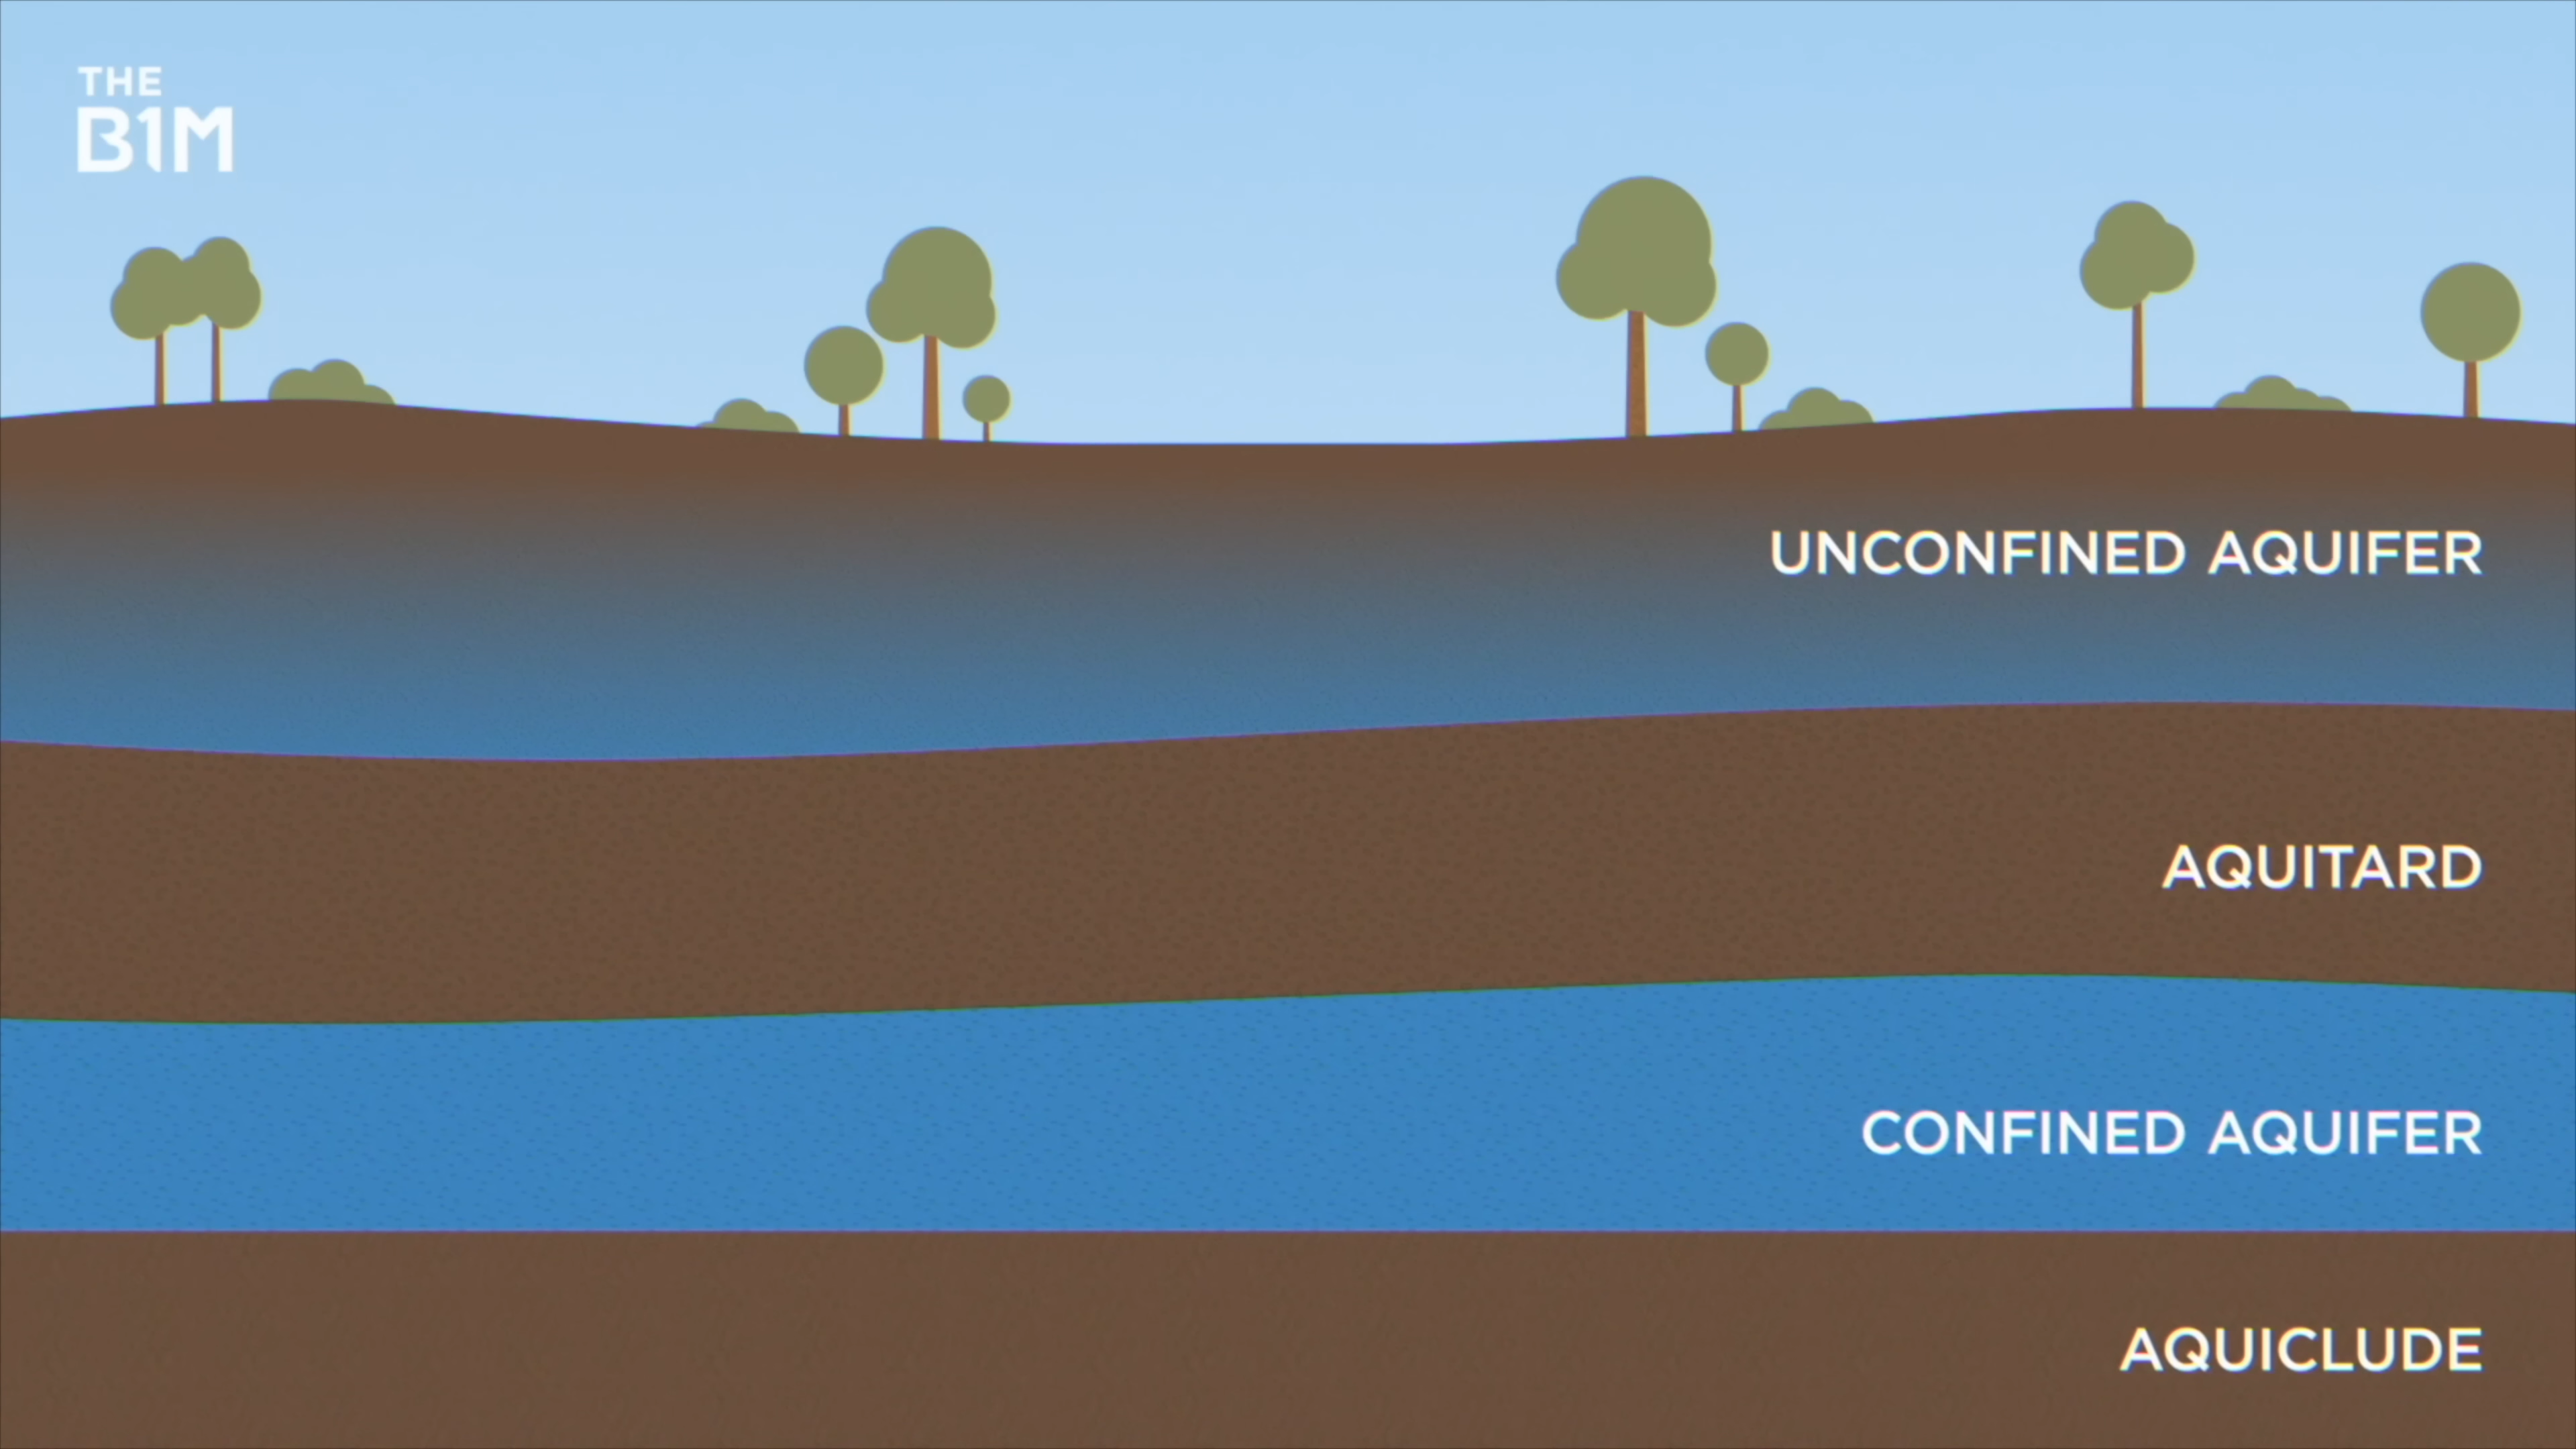 THE
B1M
UNCONFINED AQUIFER
AQUITARD
CONFINED AQUIFER
AQUICLUDE